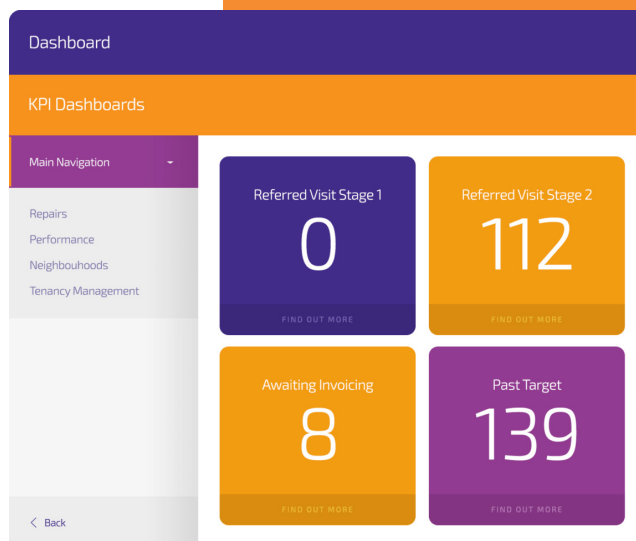 Dashboard
KPI Dashboards
Main Navigation
Repairs
Performance
Neighbouhoods
Tenancy Management
Back
Referred Visit Stage 1
0
FIND OUT MORE
Referred Visit Stage 2
112
FIND OUT MORE
Awaiting Invoicing
8
FIND OUT MORE
Past Target
139
FIND OUT MORE